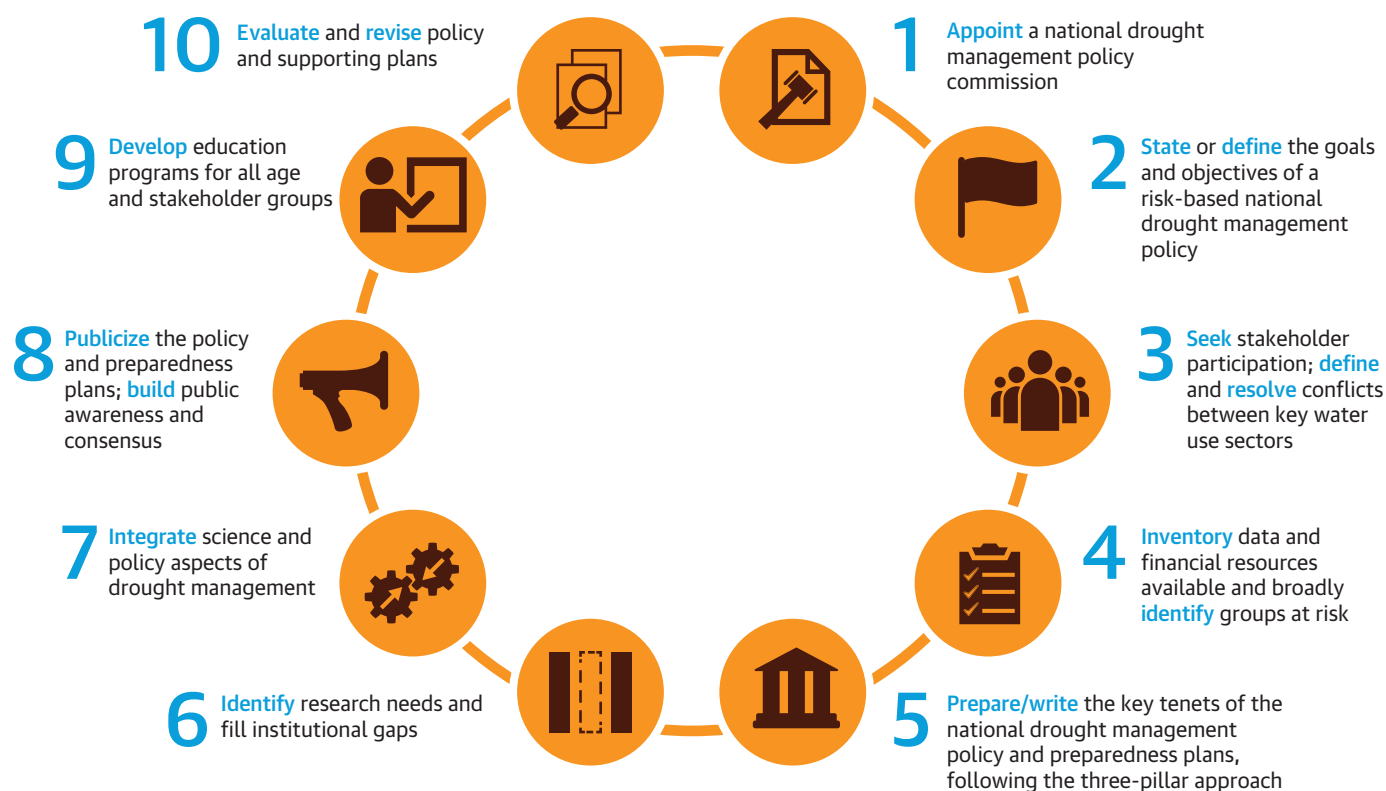 1
Appoint a national drought
management policy
commission
2
State or define the goals
and objectives of a
risk-based national
drought management
policy
3
Seek stakeholder
participation; define
and resolve conflicts
between key water
use sectors
4
Inventory data and
financial resources
available and broadly
identify groups at risk
5
Prepare/write the key tenets of the
national drought management
policy and preparedness plans,
following the three-pillar approach
6
Identify research needs and
fill institutional gaps
7
Integrate science and
policy aspects of
drought management
8
Publicize the policy
and preparedness
plans; build public
awareness and
consensus
9
Develop education
programs for all age
and stakeholder groups
10
Evaluate and revise policy
and supporting plans